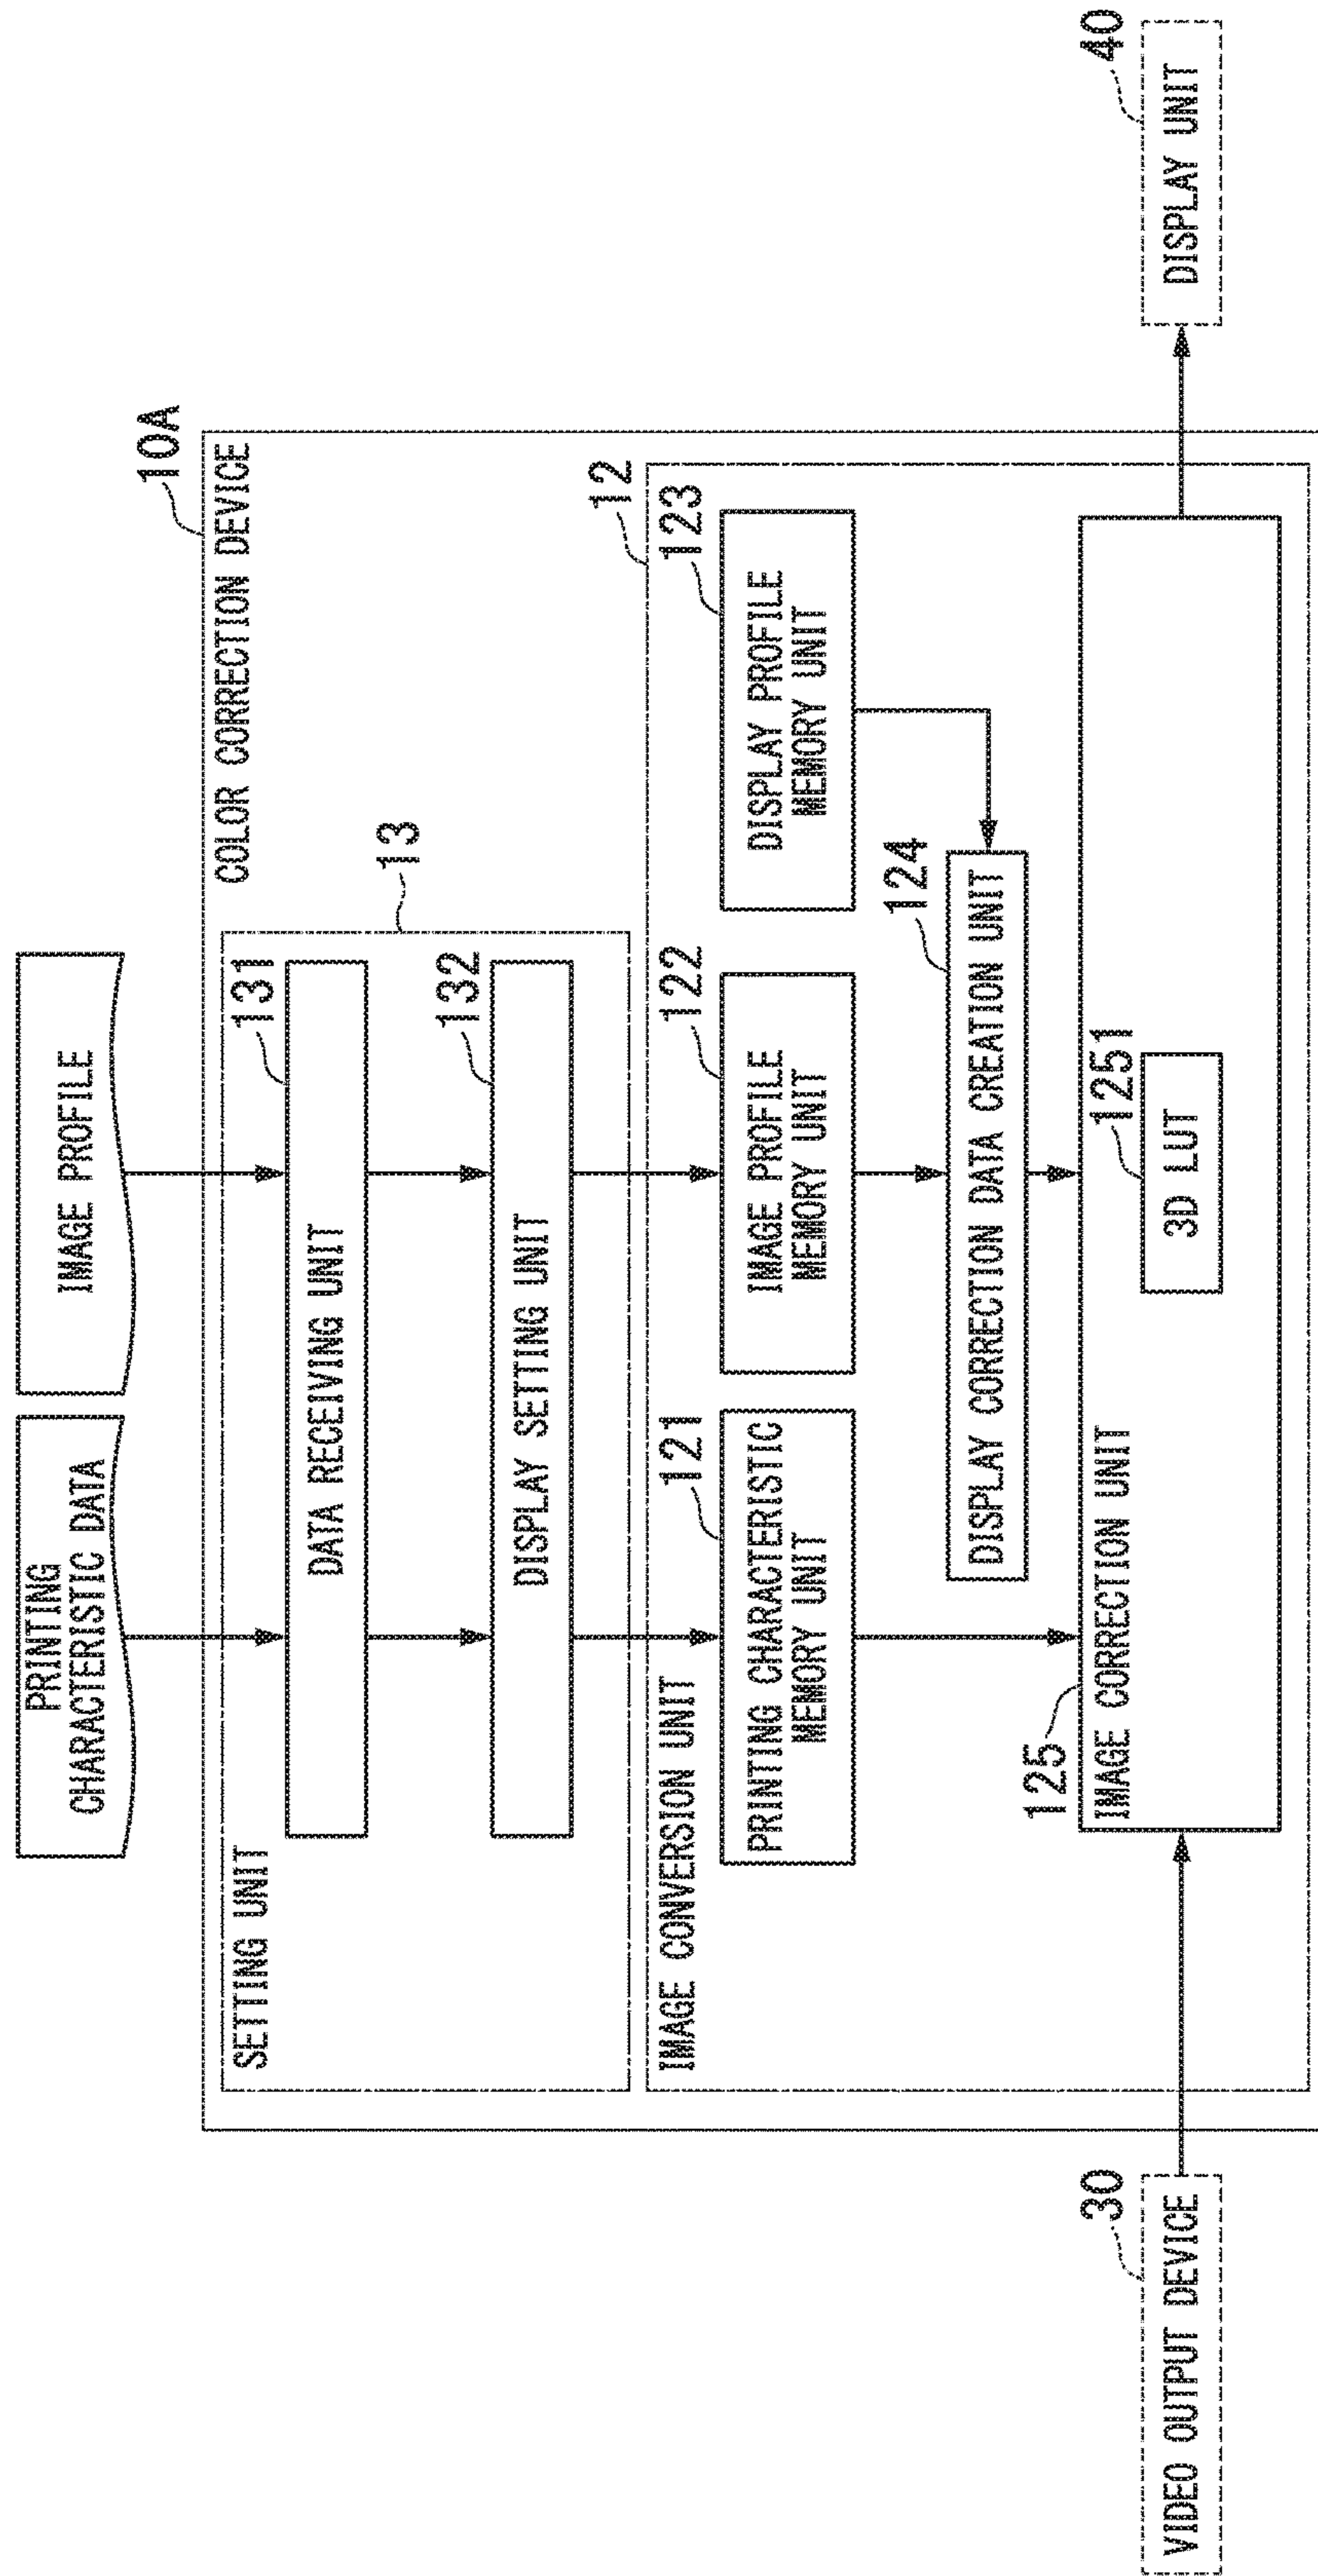 PRINTING
CHARACTERISTIC DATA
IMAGE PROFILE
10A
COLOR CORRECTION DEVICE
SETTING UNIT
13
131
DATA RECEIVING UNIT
132
DISPLAY SETTING UNIT
12
IMAGE CONVERSION UNIT
121
PRINTING CHARACTERISTIC
MEMORY UNIT
122
IMAGE PROFILE
MEMORY UNIT
123
DISPLAY PROFILE
MEMORY UNIT
124
DISPLAY CORRECTION DATA CREATION UNIT
125
IMAGE CORRECTION UNIT
1251
3D LUT
30
VIDEO OUTPUT DEVICE
40
DISPLAY UNIT